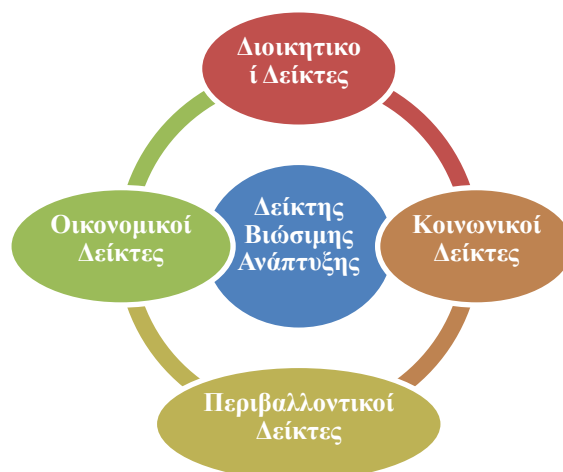 Διοικητικο
ί Δείκτες
Οικονομικοί
Δείκτες
Δείκτης
Βιώσιμης
Ανάπτυξης
Κοινωνικοί
Δείκτες
Περιβαλλοντικοί
Δείκτες